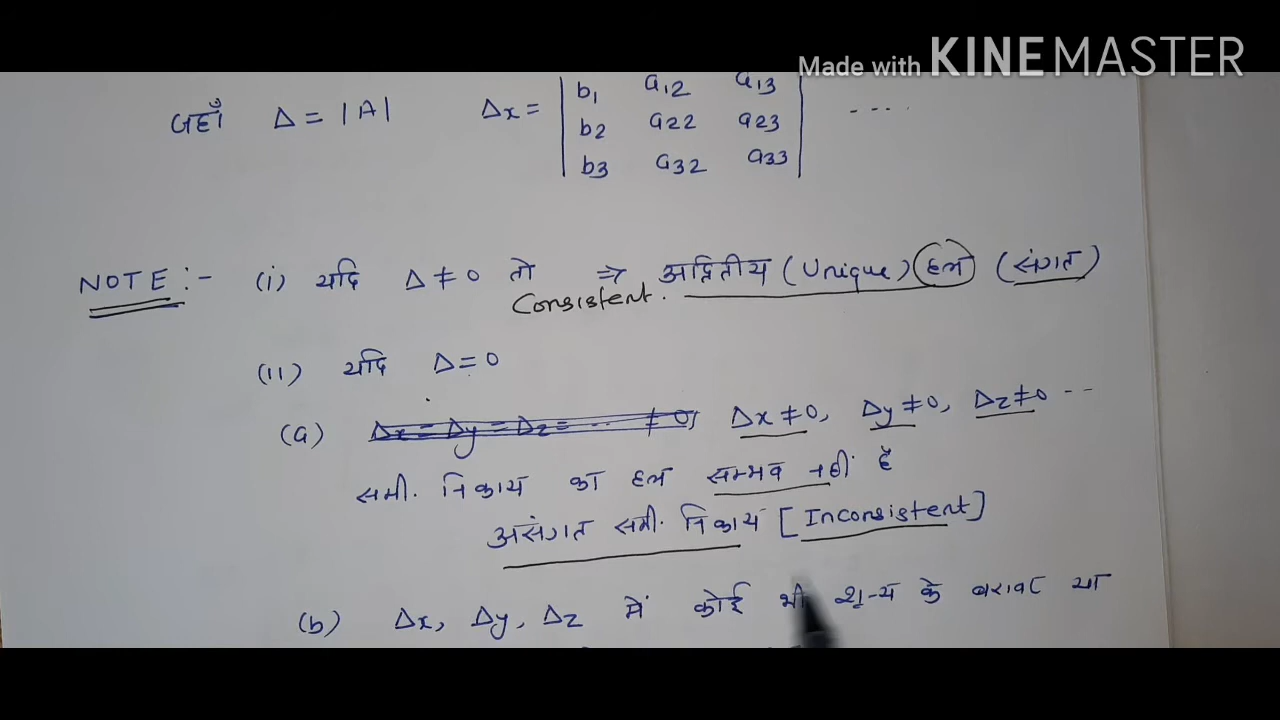 Made with KINEMASTER
जहाँ Δ = |A| Δx = | b1 a12 a13 | ....
b2 a22 a23
b3 a32 a33
NOTE :- (i) यदि Δ ≠ 0 तो ⇒ अद्वितीय (Unique) हल (संगत)
Consistent.
(ii) यदि Δ = 0
(a) Δx = Δy = Δz = ... ≠ 0, Δx ≠ 0, Δy ≠ 0, Δz ≠ 0 ...
समी. निकाय का हल सम्भव नहीं है
असंगत समी. निकाय [Inconsistent]
(b) Δx, Δy, Δz में कोई भी शून्य के बराबर या